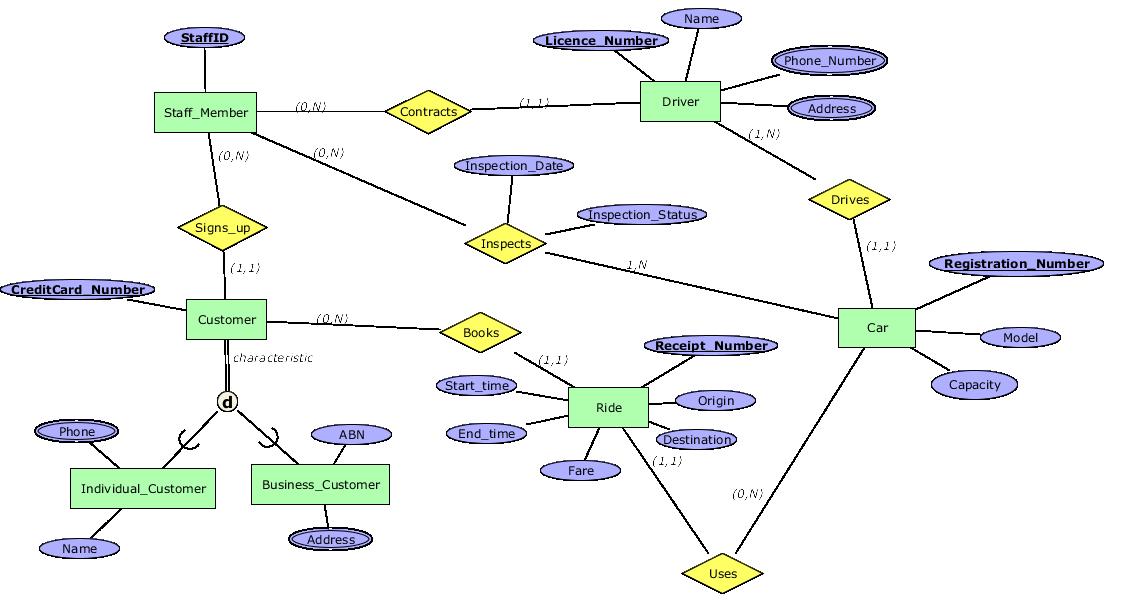 Name
StaffID
Licence_Number
Phone_Number
Staff_Member
(0,N)
Contracts
(1,1)
Driver
Address
(1,N)
(0,N)
(0,N)
Inspection_Date
Drives
Inspection_Status
Signs_up
Inspects
(1,1)
1,N
(1,1)
Registration_Number
CreditCard_Number
Customer
(0,N)
Books
Car
Model
characteristic
(1,1)
Receipt_Number
Start_time
Capacity
d
Ride
Origin
Phone
ABN
End_time
Destination
Fare
(1,1)
Individual_Customer
Business_Customer
(0,N)
Address
Name
Uses